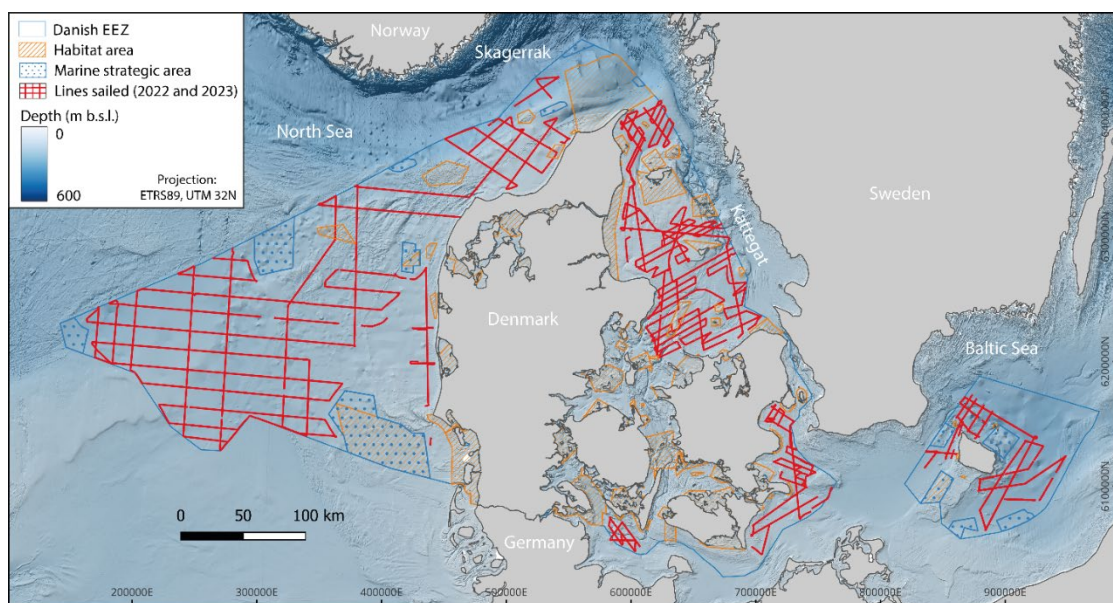 Danish EEZ
Habitat area
Marine strategic area
Lines sailed (2022 and 2023)
Depth (m b.s.l.)
0
600
Projection:
ETRS89, UTM 32N
Norway
Skagerrak
North Sea
Sweden
Kattegat
Denmark
Baltic Sea
Germany
0 50 100 km
6400000N
6300000N
6200000N
6100000N
200000E 300000E 400000E 500000E 600000E 700000E 800000E 900000E